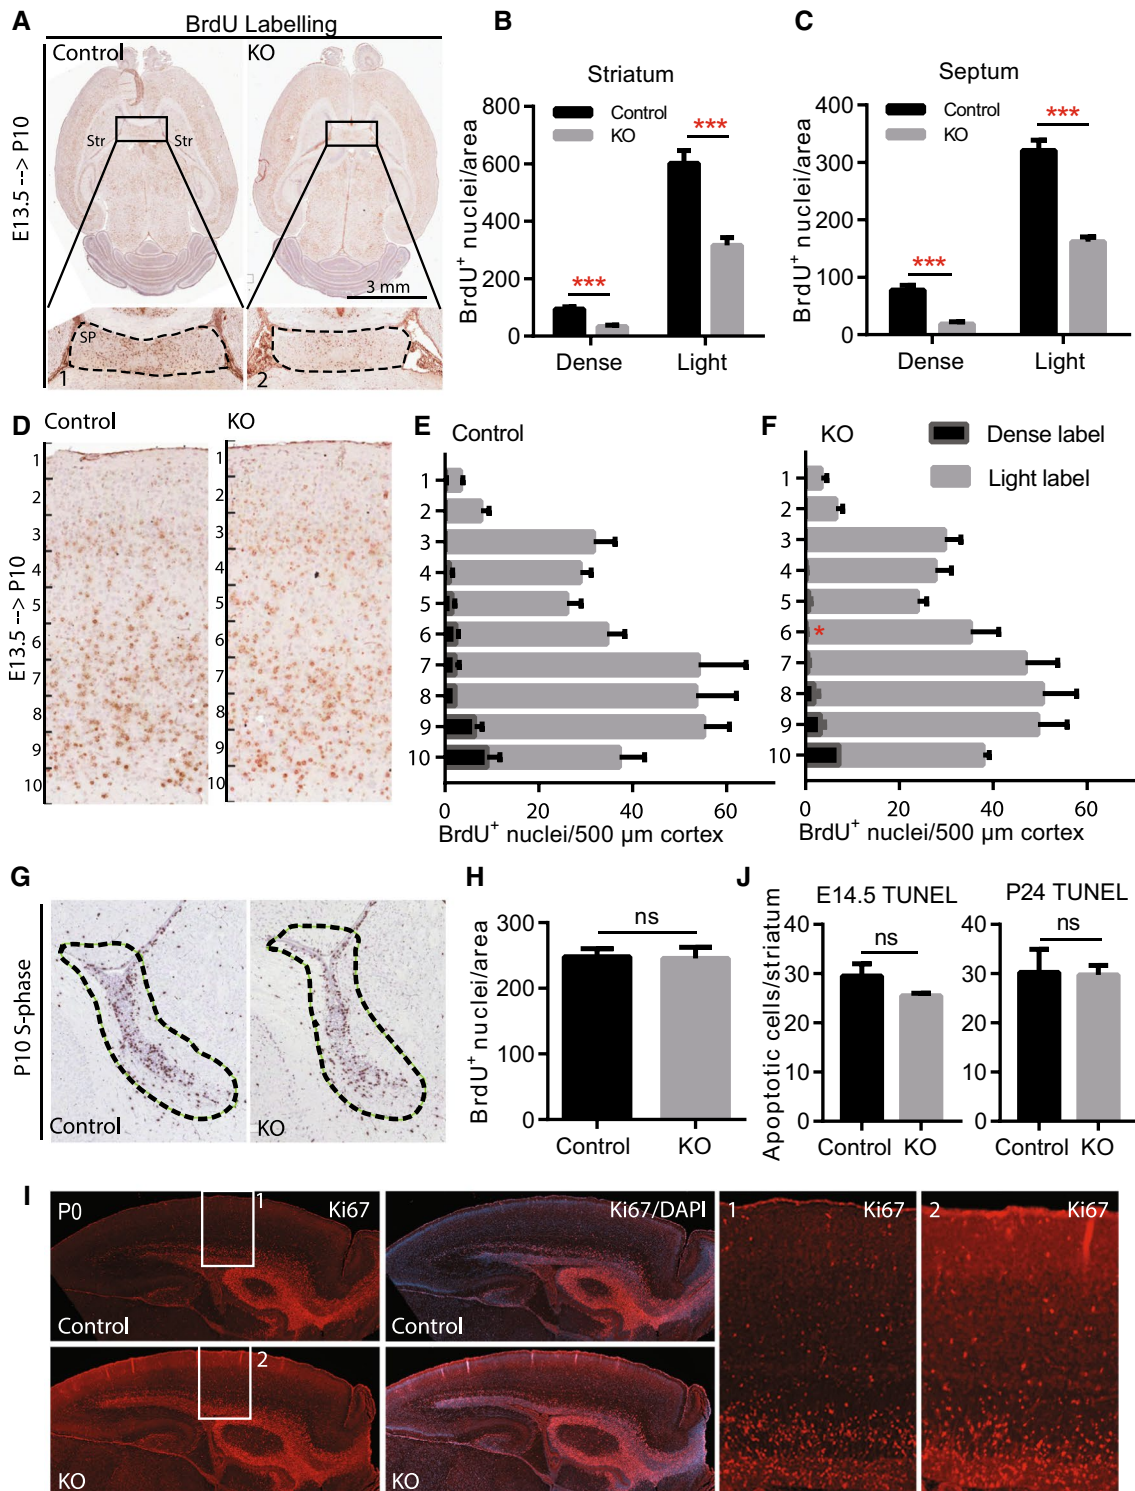 A
BrdU Labelling
Control
KO
E13.5 --> P10
Str
Str
3 mm
SP
1
2
B
Striatum
Control
KO
BrdU+ nuclei/area
800
600
400
200
0
***
***
Dense
Light
C
Septum
Control
KO
BrdU+ nuclei/area
400
300
200
100
0
***
***
Dense
Light
D
Control
KO
E13.5 --> P10
1
2
3
4
5
6
7
8
9
10
1
2
3
4
5
6
7
8
9
10
E
Control
1
2
3
4
5
6
7
8
9
10
0
20
40
60
BrdU+ nuclei/500 µm cortex
F
KO
Dense label
Light label
1
2
3
4
5
6
*
7
8
9
10
0
20
40
60
BrdU+ nuclei/500 µm cortex
G
P10 S-phase
Control
KO
H
BrdU+ nuclei/area
300
200
100
0
ns
Control
KO
J
E14.5 TUNEL
Apoptotic cells/striatum
40
30
20
10
0
ns
Control
KO
P24 TUNEL
40
30
20
10
0
ns
Control
KO
I
P0
1
Ki67
Control
Ki67/DAPI
Control
1
Ki67
2
Ki67
2
KO
KO